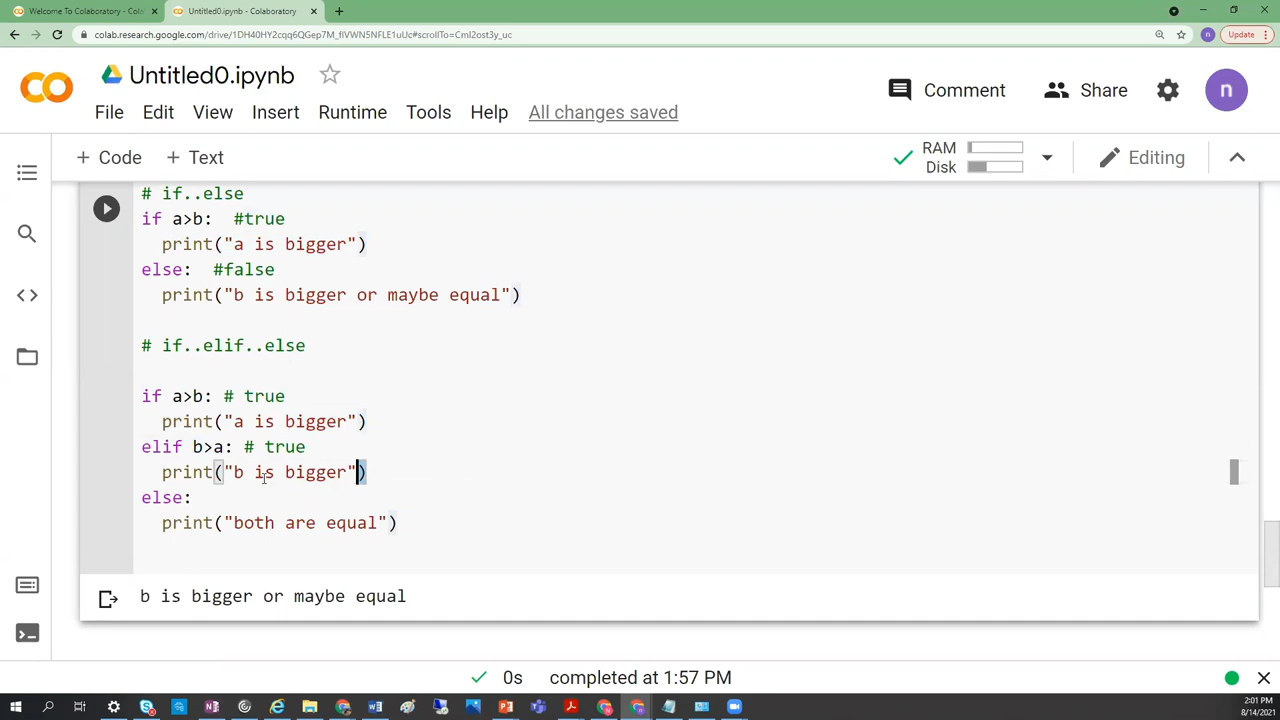 Welcome To Colaboratory - Cola
Untitled0.ipynb - Colaboratory
colab.research.google.com/drive/1DH40HY2cqq6QGep7M_fIVWN5NFLE1uUc#scrollTo=CmI2ost3y_uc
n
Update
Untitled0.ipynb
Comment
Share
n
File Edit View Insert Runtime Tools Help All changes saved
+ Code + Text
RAM
Disk
Editing
# if..else
if a>b:  #true
  print("a is bigger")
else:  #false
  print("b is bigger or maybe equal")
# if..elif..else
if a>b: # true
  print("a is bigger")
elif b>a: # true
  print("b is bigger")
else:
  print("both are equal")
b is bigger or maybe equal
0s completed at 1:57 PM
2:01 PM
8/14/2021